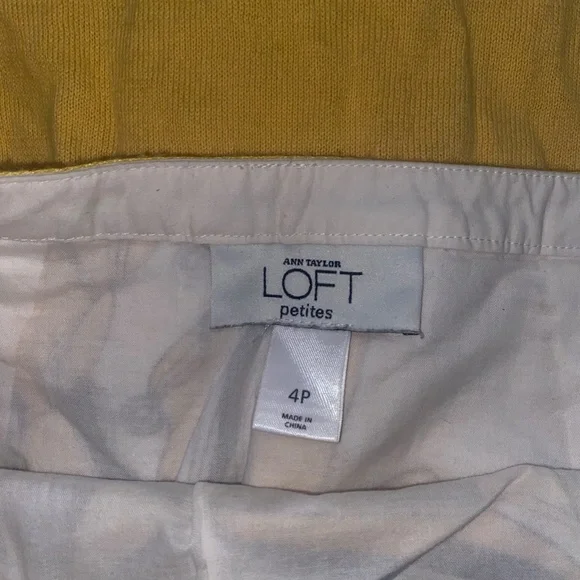 ANN TAYLOR
LOFT
petites
4P
MADE IN
CHINA